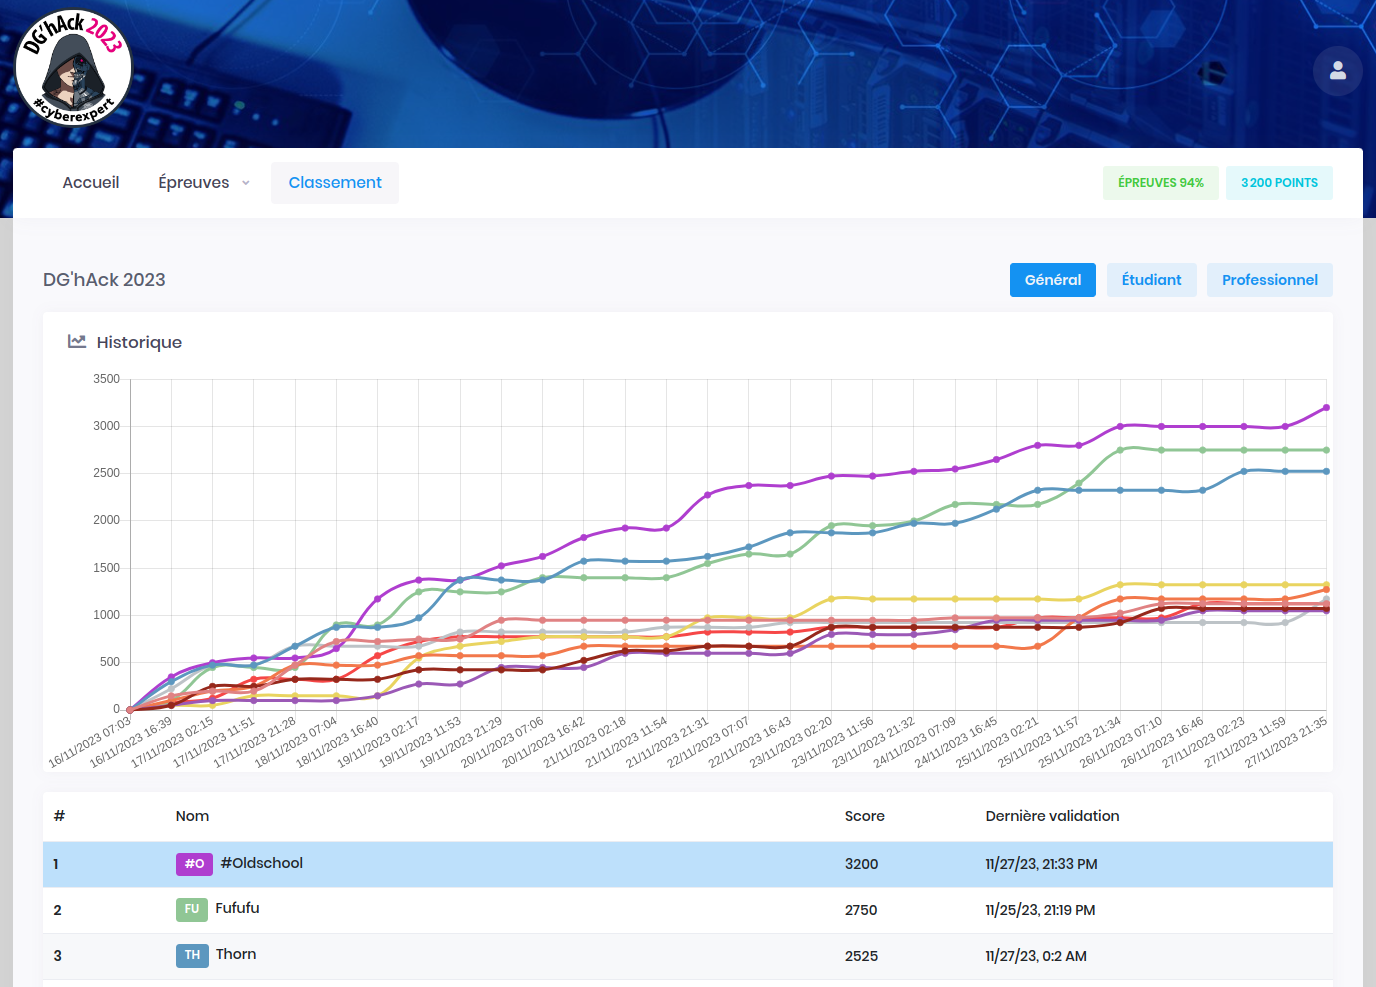 DG'hAck 2023
#cyberexpert
Accueil
Épreuves
Classement
ÉPREUVES 94%
3 200 POINTS
DG'hAck 2023
Général
Étudiant
Professionnel
Historique
3500
3000
2500
2000
1500
1000
500
0
16/11/2023 07:03
16/11/2023 16:39
17/11/2023 02:15
17/11/2023 11:51
17/11/2023 21:28
18/11/2023 07:04
18/11/2023 16:40
19/11/2023 02:17
19/11/2023 11:53
19/11/2023 21:29
20/11/2023 07:06
20/11/2023 16:42
21/11/2023 02:18
21/11/2023 11:54
21/11/2023 21:31
22/11/2023 07:07
22/11/2023 16:43
23/11/2023 02:20
23/11/2023 11:56
23/11/2023 21:32
24/11/2023 07:09
24/11/2023 16:45
25/11/2023 02:21
25/11/2023 11:57
25/11/2023 21:34
26/11/2023 07:10
26/11/2023 16:46
27/11/2023 02:23
27/11/2023 11:59
27/11/2023 21:35
# Nom Score Dernière validation
1 #O #Oldschool 3200 11/27/23, 21:33 PM
2 FU Fufufu 2750 11/25/23, 21:19 PM
3 TH Thorn 2525 11/27/23, 0:2 AM